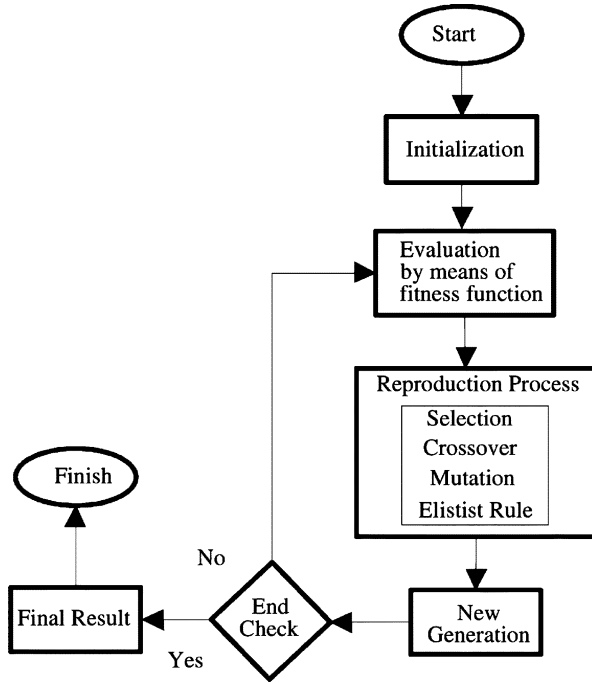 Start
Initialization
Evaluation
by means of
fitness function
Reproduction Process
Selection
Crossover
Mutation
Elistist Rule
New
Generation
End
Check
No
Yes
Final Result
Finish